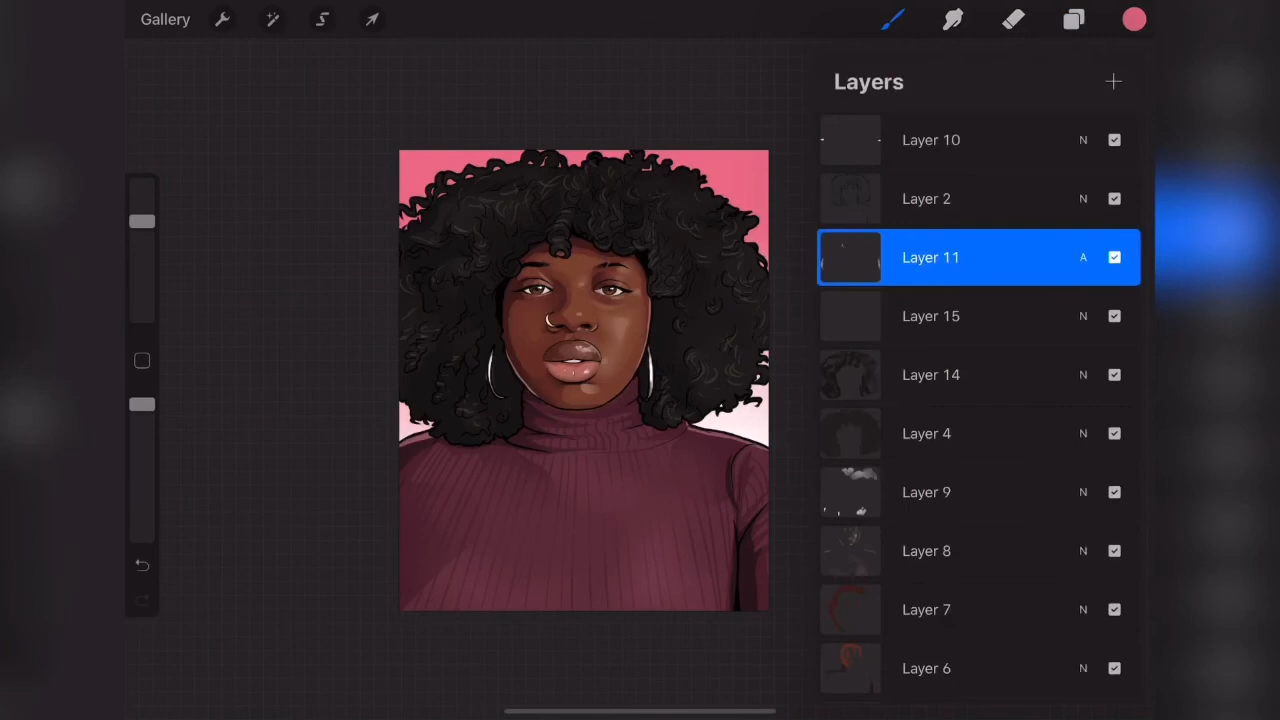 Gallery
Layers
Layer 10 N
Layer 2 N
Layer 11 A
Layer 15 N
Layer 14 N
Layer 4 N
Layer 9 N
Layer 8 N
Layer 7 N
Layer 6 N